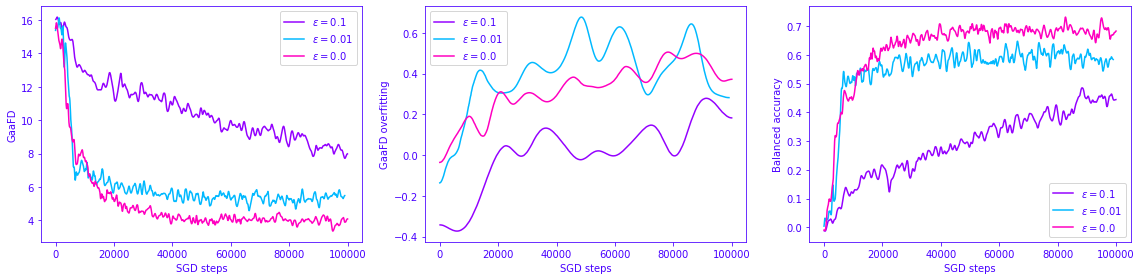 GaaFD
16
14
12
10
8
6
4
0
20000
40000
60000
80000
100000
SGD steps
ε = 0.1
ε = 0.01
ε = 0.0
GaaFD overfitting
0.6
0.4
0.2
0.0
−0.2
−0.4
0
20000
40000
60000
80000
100000
SGD steps
ε = 0.1
ε = 0.01
ε = 0.0
Balanced accuracy
0.7
0.6
0.5
0.4
0.3
0.2
0.1
0.0
0
20000
40000
60000
80000
100000
SGD steps
ε = 0.1
ε = 0.01
ε = 0.0